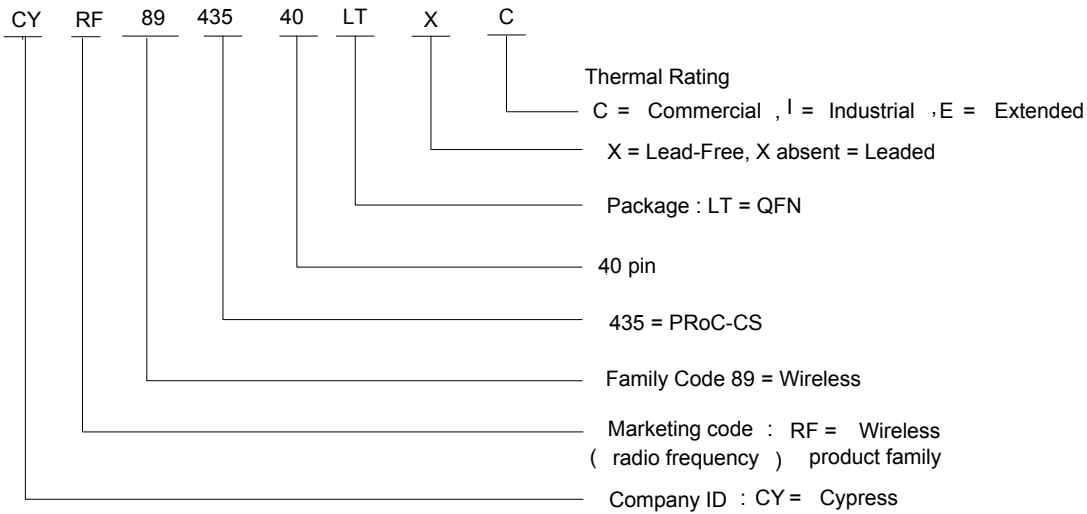 CY RF 89 435 40 LT X C
Thermal Rating
C = Commercial , I = Industrial , E = Extended
X = Lead-Free, X absent = Leaded
Package : LT = QFN
40 pin
435 = PRoC-CS
Family Code 89 = Wireless
Marketing code : RF = Wireless
( radio frequency ) product family
Company ID : CY = Cypress